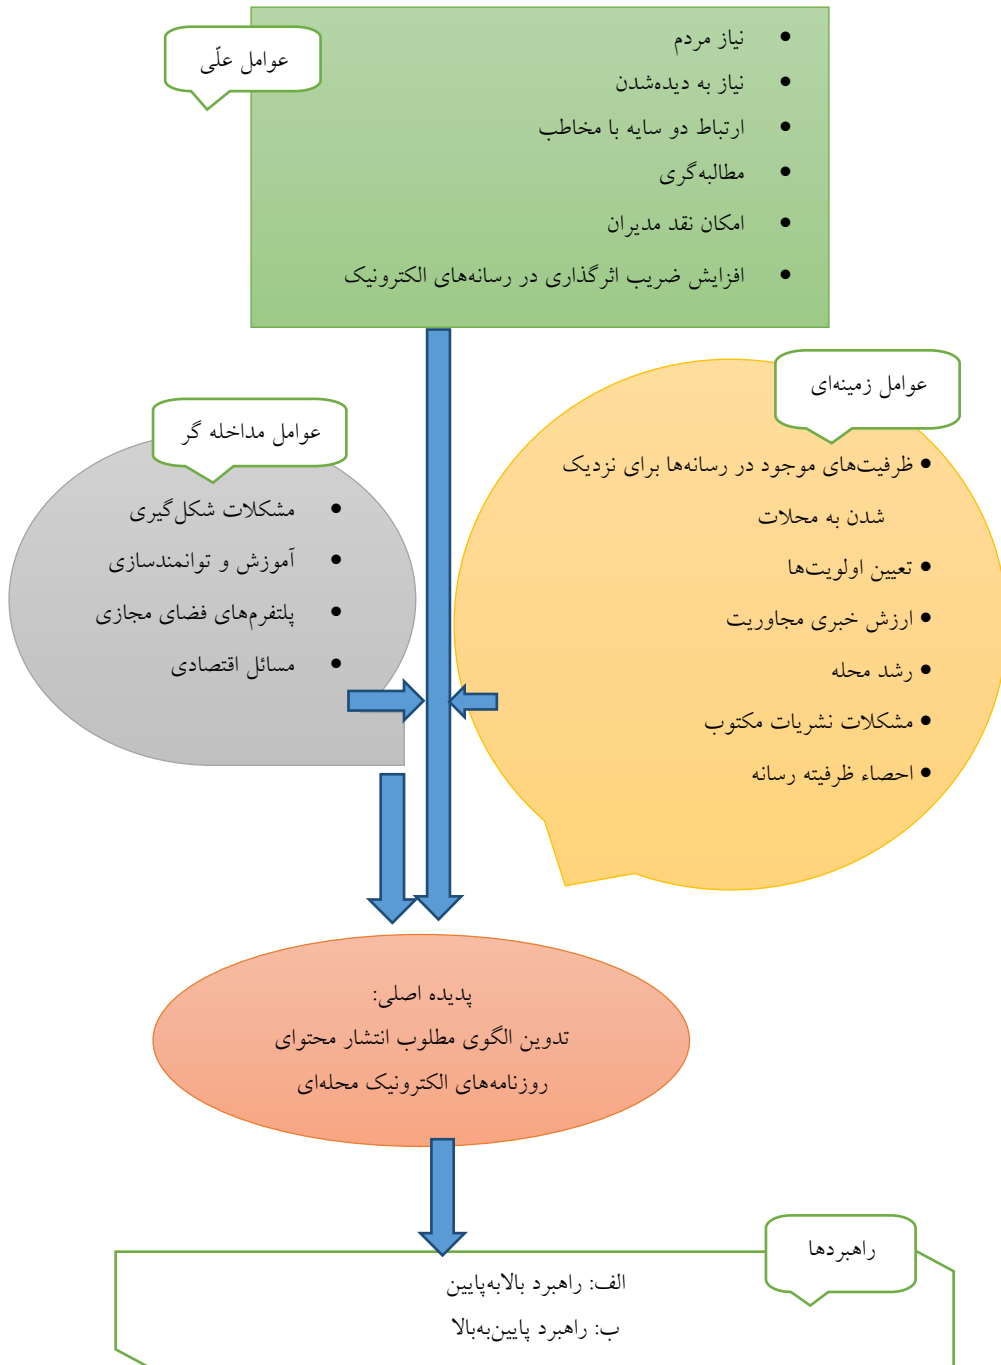 عوامل علّی
نیاز مردم
نیاز به دیده‌شدن
ارتباط دو سایه با مخاطب
مطالبه‌گری
امکان نقد مدیران
افزایش ضریب اثرگذاری در رسانه‌های الکترونیک
عوامل زمینه‌ای
ظرفیت‌های موجود در رسانه‌ها برای نزدیک
شدن به محلات
تعیین اولویت‌ها
ارزش خبری مجاوریت
رشد محله
مشکلات نشریات مکتوب
احصاء ظرفیته رسانه
عوامل مداخله گر
مشکلات شکل‌گیری
آموزش و توانمندسازی
پلتفرم‌های فضای مجازی
مسائل اقتصادی
پدیده اصلی:
تدوین الگوی مطلوب انتشار محتوای
روزنامه‌های الکترونیک محله‌ای
راهبردها
الف: راهبرد بالابه‌پایین
ب: راهبرد پایین‌به‌بالا